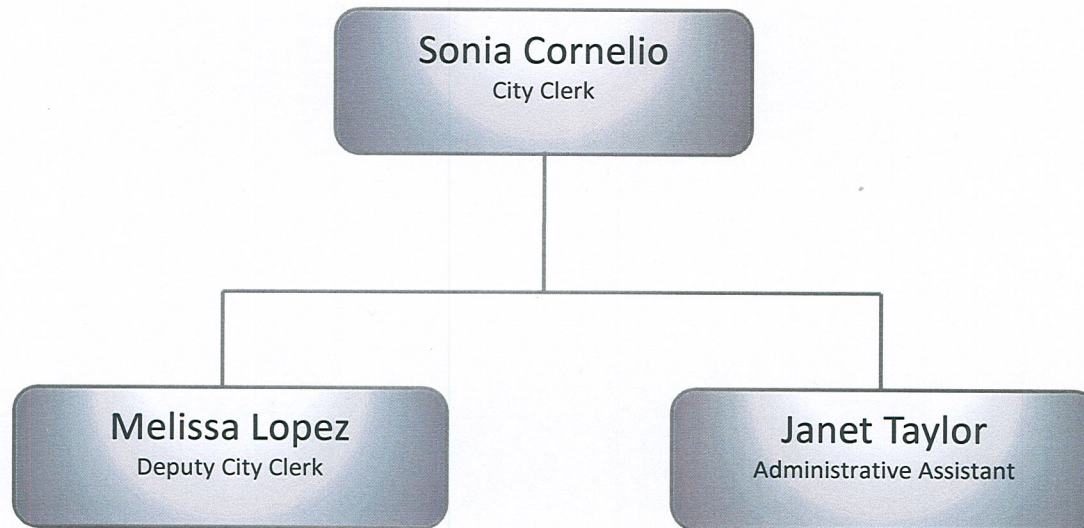 Sonia Cornelio
City Clerk
Melissa Lopez
Deputy City Clerk
Janet Taylor
Administrative Assistant